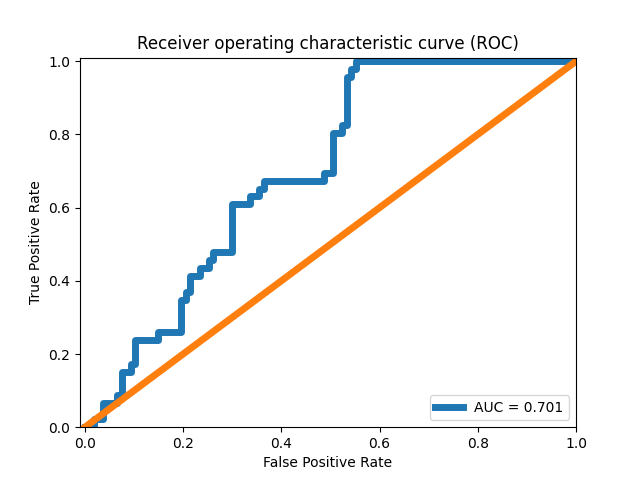 Receiver operating characteristic curve (ROC)
True Positive Rate
1.0
0.8
0.6
0.4
0.2
0.0
AUC = 0.701
0.0 0.2 0.4 0.6 0.8 1.0
False Positive Rate